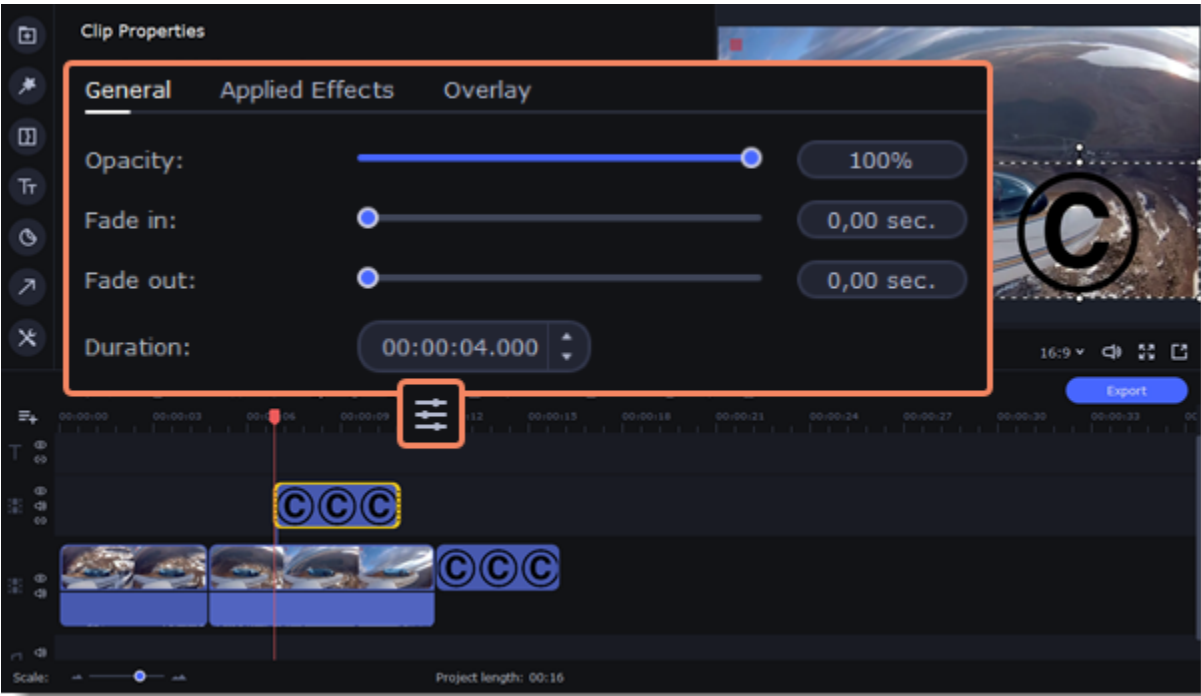 Clip Properties
General Applied Effects Overlay
Opacity: 100%
Fade in: 0,00 sec.
Fade out: 0,00 sec.
Duration: 00:00:04.000
©
16:9
Export
00:00:00 00:00:03 00:00:09 00:00:15 00:00:18 00:00:21 00:00:24 00:00:27 00:00:30 00:00:33
© © ©
© © ©
Scale: Project length: 00:16